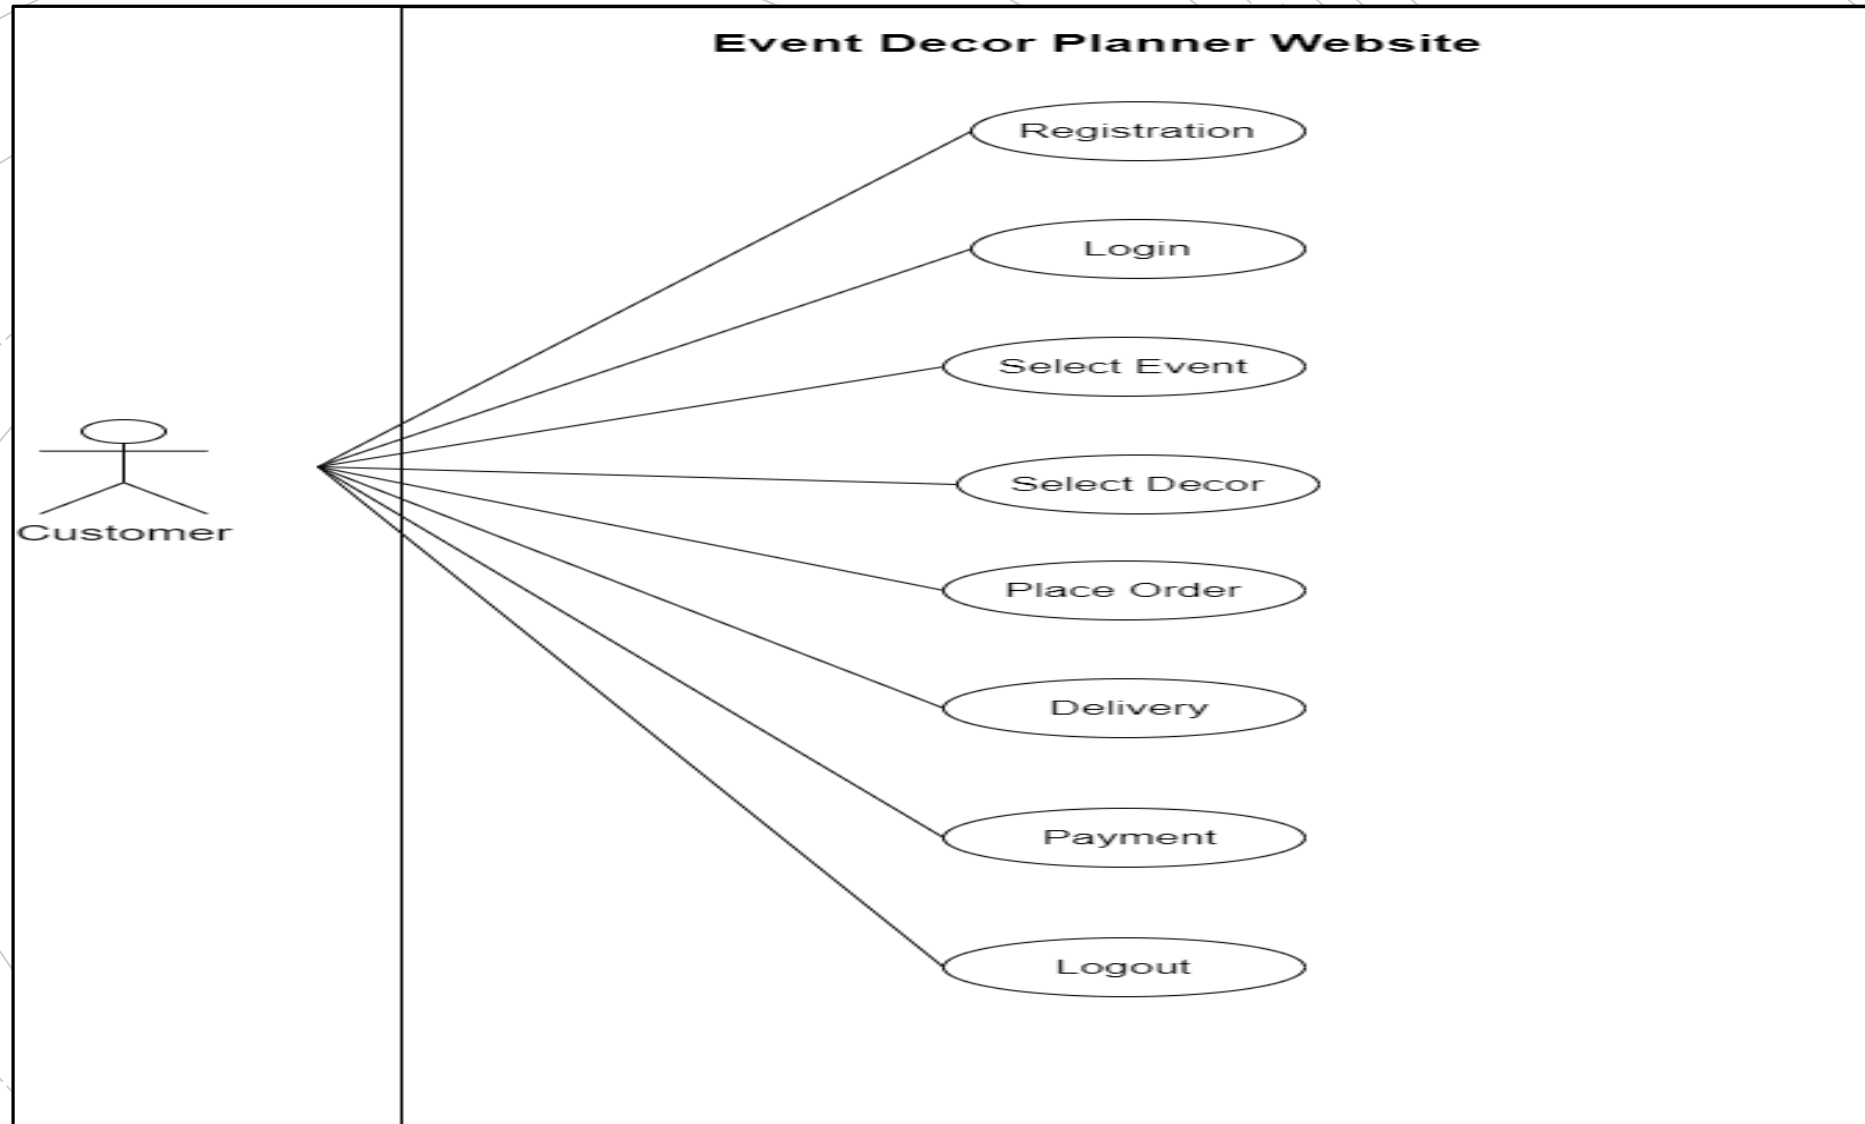 Event Decor Planner Website
Registration
Login
Select Event
Select Decor
Place Order
Delivery
Payment
Logout
Customer